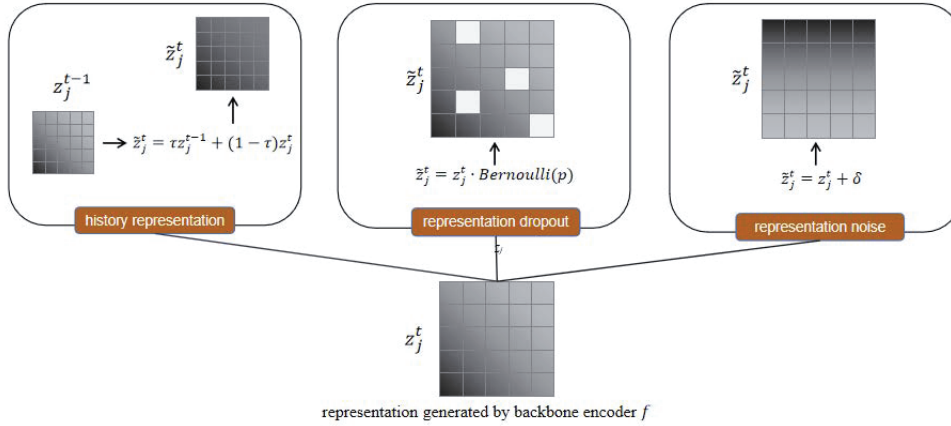 z̃_j^t
z_j^{t−1}
z̃_j^t = τz_j^{t−1} + (1 − τ)z_j^t
history representation
z̃_j^t
z̃_j^t = z_j^t · Bernoulli(p)
representation dropout
z̃_j^t
z̃_j^t = z_j^t + δ
representation noise
z_j^t
representation generated by backbone encoder f